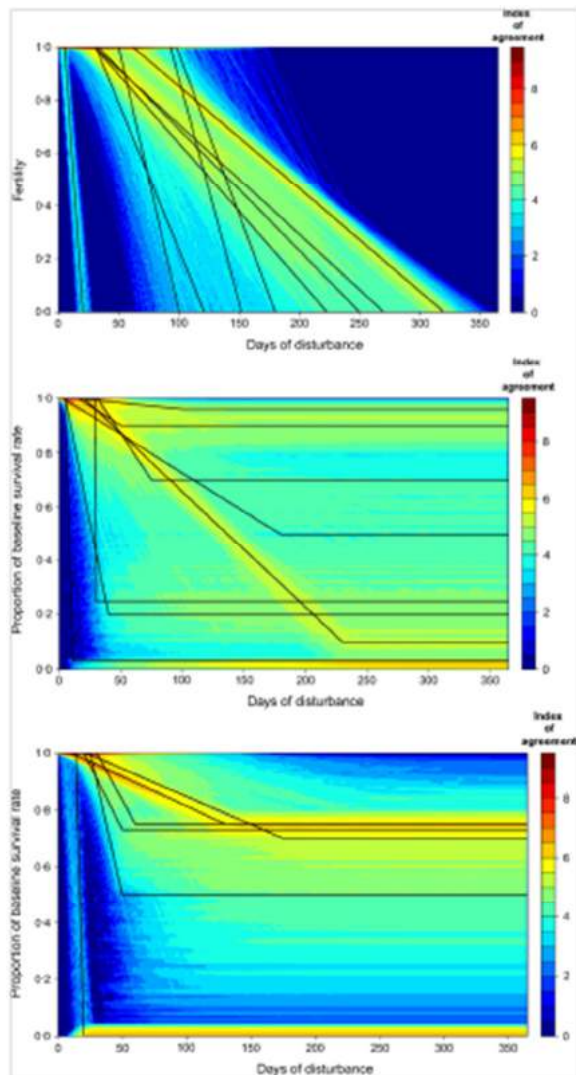 Index
of
agreement
1·0
0·8
0·6
0·4
0·2
0·0
Fertility
0 50 100 150 200 250 300 350
Days of disturbance
8
6
4
2
0
Index
of
agreement
1·0
0·8
0·6
0·4
0·2
0·0
Proportion of baseline survival rate
0 50 100 150 200 250 300 350
Days of disturbance
8
6
4
2
0
Index
of
agreement
1·0
0·8
0·6
0·4
0·2
0·0
Proportion of baseline survival rate
0 50 100 150 200 250 300 350
Days of disturbance
8
6
4
2
0